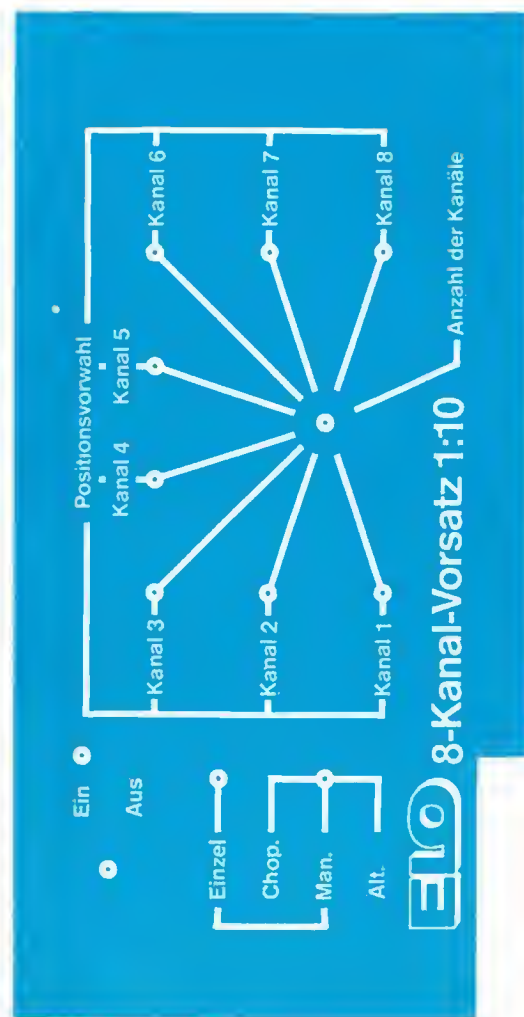 Ein
Aus
Einzel
Chop.
Man.
Alt.
Positionsvorwahl
Kanal 1
Kanal 2
Kanal 3
Kanal 4
Kanal 5
Kanal 6
Kanal 7
Kanal 8
Anzahl der Kanäle
ELO 8-Kanal-Vorsatz 1:10